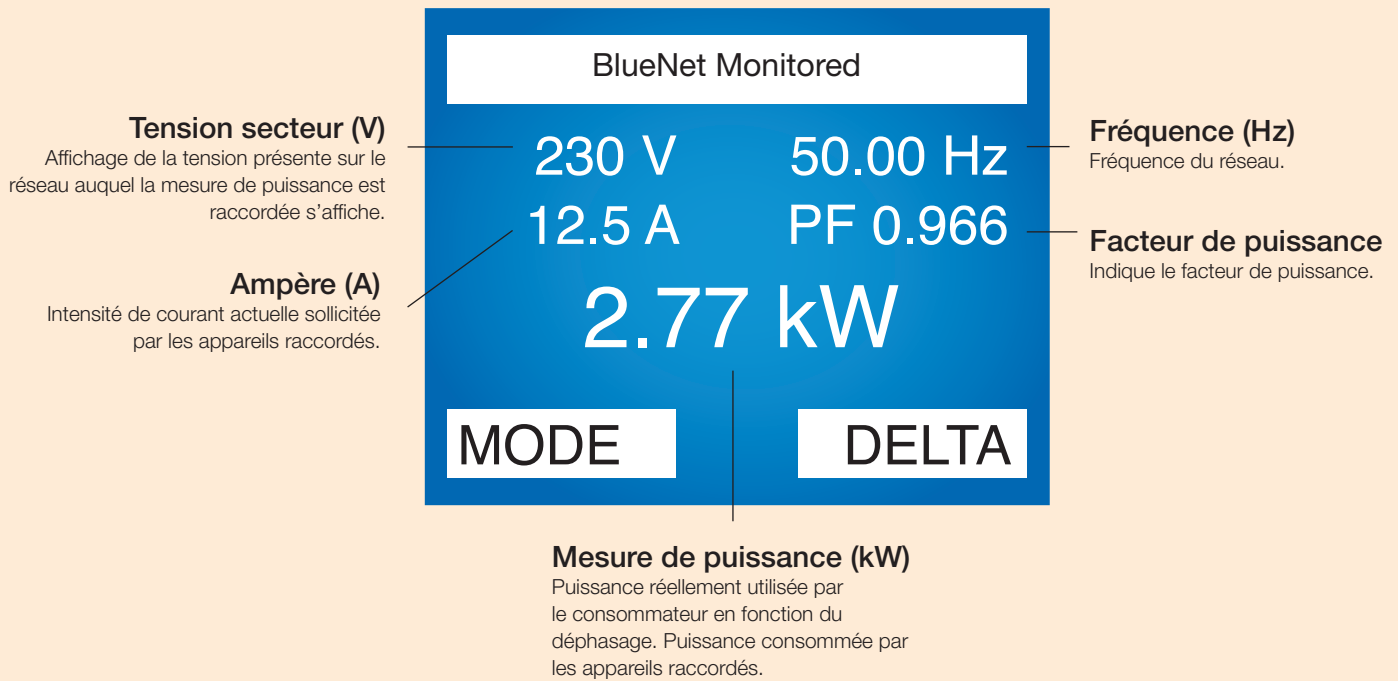 BlueNet Monitored
Tension secteur (V)
Affichage de la tension présente sur le
réseau auquel la mesure de puissance est
raccordée s’affiche.
Ampère (A)
Intensité de courant actuelle sollicitée
par les appareils raccordés.
230 V
50.00 Hz
12.5 A
PF 0.966
2.77 kW
MODE
DELTA
Fréquence (Hz)
Fréquence du réseau.
Facteur de puissance
Indique le facteur de puissance.
Mesure de puissance (kW)
Puissance réellement utilisée par
le consommateur en fonction du
déphasage. Puissance consommée par
les appareils raccordés.